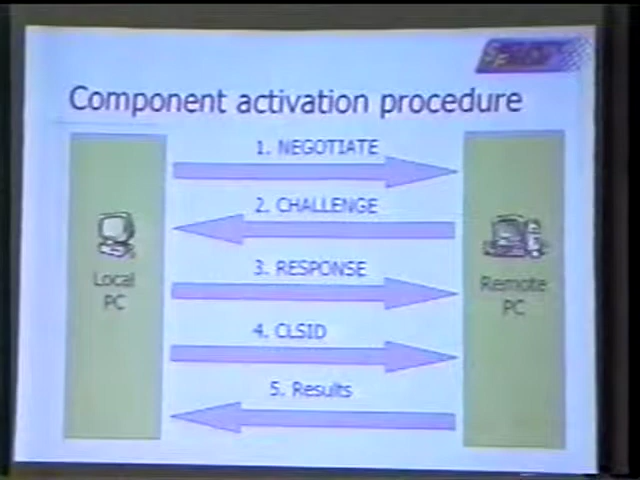 Component activation procedure
1. NEGOTIATE
2. CHALLENGE
3. RESPONSE
4. CLSID
5. Results
Local
PC
Remote
PC